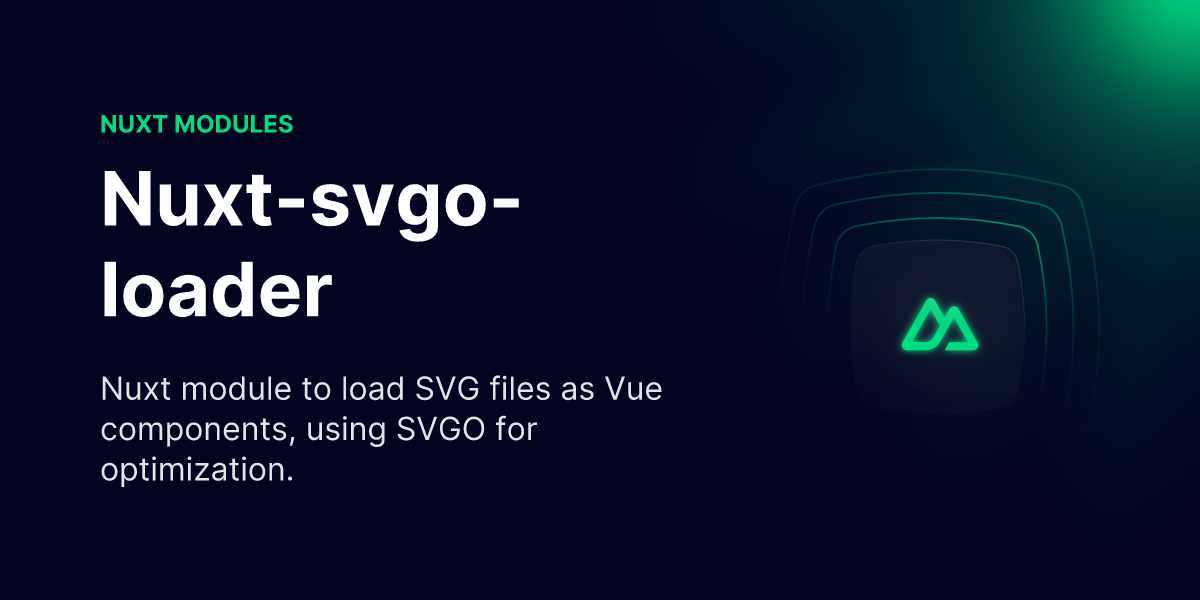 NUXT MODULES
Nuxt-svgo-
loader
Nuxt module to load SVG files as Vue
components, using SVGO for
optimization.